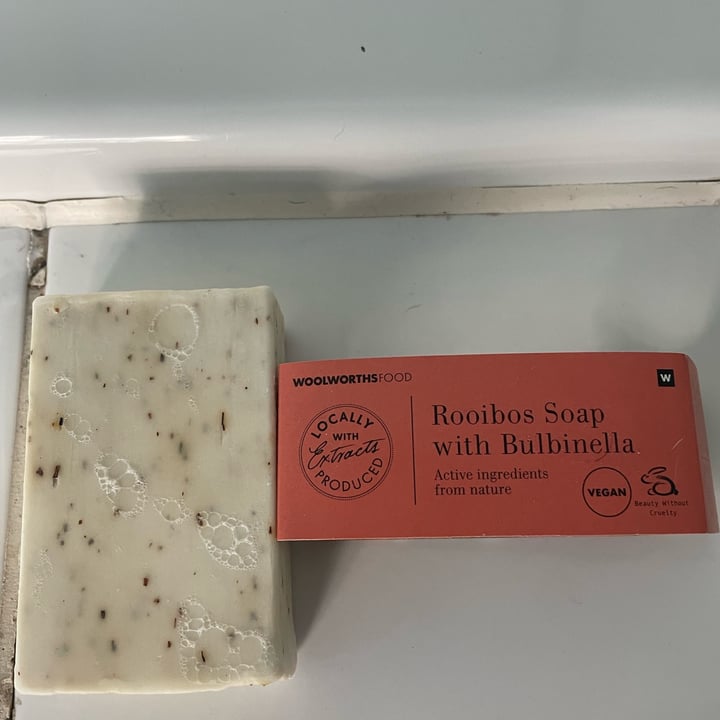 WOOLWORTHSFOOD
W
LOCALLY
WITH
Extracts
PRODUCED
Rooibos Soap
with Bulbinella
Active ingredients
from nature
VEGAN
Beauty Without
Cruelty